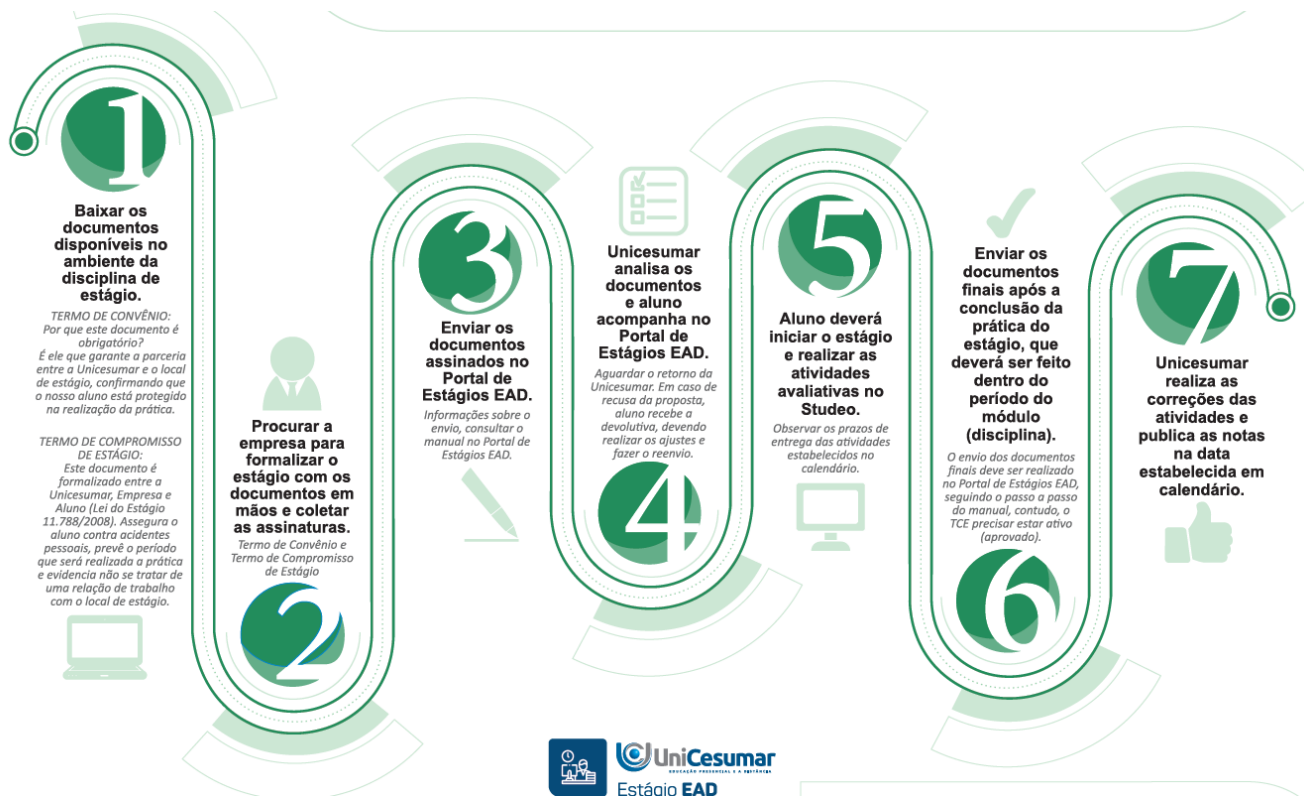 1
Baixar os
documentos
disponíveis no
ambiente da
disciplina de
estágio.
TERMO DE CONVÊNIO:
Por que este documento é
obrigatório?
É ele que garante a parceria
entre a Unicesumar e o local
de estágio, confirmando que
o nosso aluno está protegido
na realização da prática.
TERMO DE COMPROMISSO
DE ESTÁGIO:
Este documento é
formalizado entre a
Unicesumar, Empresa e
Aluno (Lei do Estágio
11.788/2008). Assegura o
aluno contra acidentes
pessoais, prevê o período
que será realizada a prática
e evidencia não se tratar de
uma relação de trabalho
com o local de estágio.
Procurar a
empresa para
formalizar o
estágio com os
documentos em
mãos e coletar
as assinaturas.
Termo de Convênio e
Termo de Compromisso
de Estágio
2
3
Enviar os
documentos
assinados no
Portal de
Estágios EAD.
Informações sobre o
envio, consultar o
manual no Portal de
Estágios EAD.
Unicesumar
analisa os
documentos
e aluno
acompanha no
Portal de
Estágios EAD.
Aguardar o retorno da
Unicesumar. Em caso de
recusa da proposta,
aluno recebe a
devolutiva, devendo
realizar os ajustes e
fazer o reenvio.
4
5
Aluno deverá
iniciar o estágio
e realizar as
atividades
avaliativas no
Studeo.
Observar os prazos de
entrega das atividades
estabelecidos no
calendário.
Enviar os
documentos
finais após a
conclusão da
prática do
estágio, que
deverá ser feito
dentro do
período do
módulo
(disciplina).
O envio dos documentos
finais deve ser realizado
no Portal de Estágios EAD,
seguindo o passo a passo
do manual, contudo, o
TCE precisar estar ativo
(aprovado).
6
7
Unicesumar
realiza as
correções das
atividades e
publica as notas
na data
estabelecida em
calendário.
UniCesumar
EDUCAÇÃO PRESENCIAL E A DISTÂNCIA
Estágio EAD